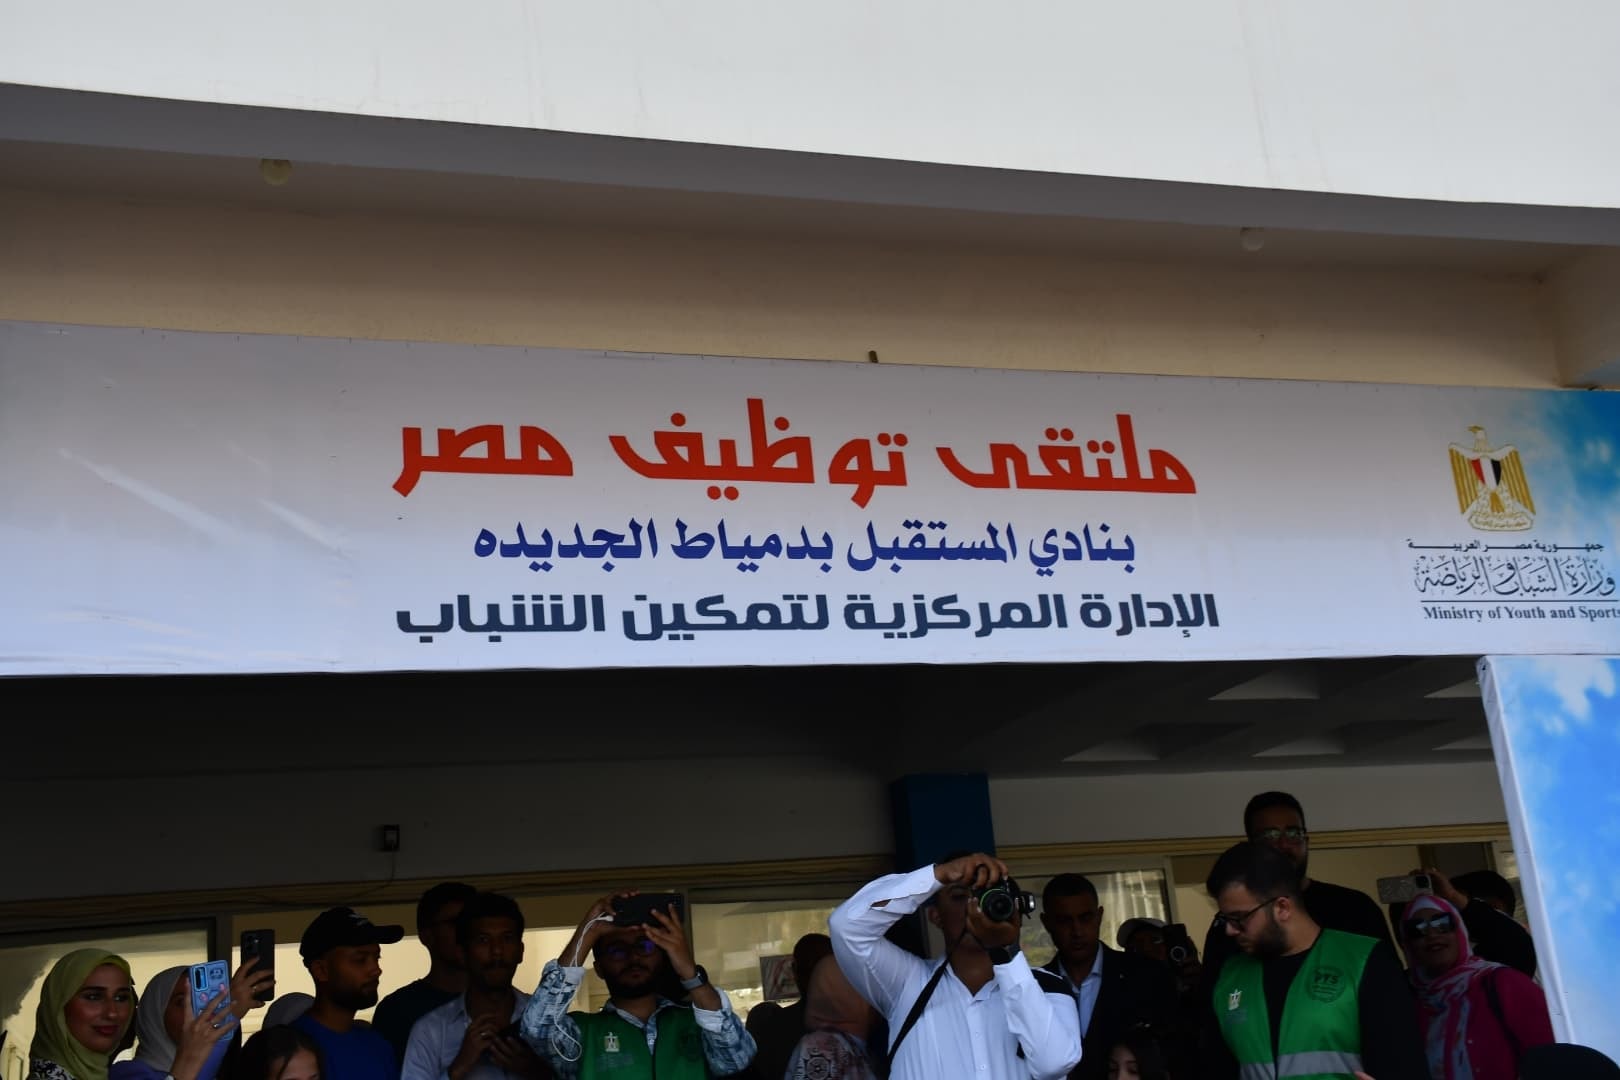 ملتقى توظيف مصر
بنادي المستقبل بدمياط الجديده
الإدارة المركزية لتمكين الشباب
جمهورية مصر العربية
وزارة الشباب والرياضة
Ministry of Youth and Sports
PTS